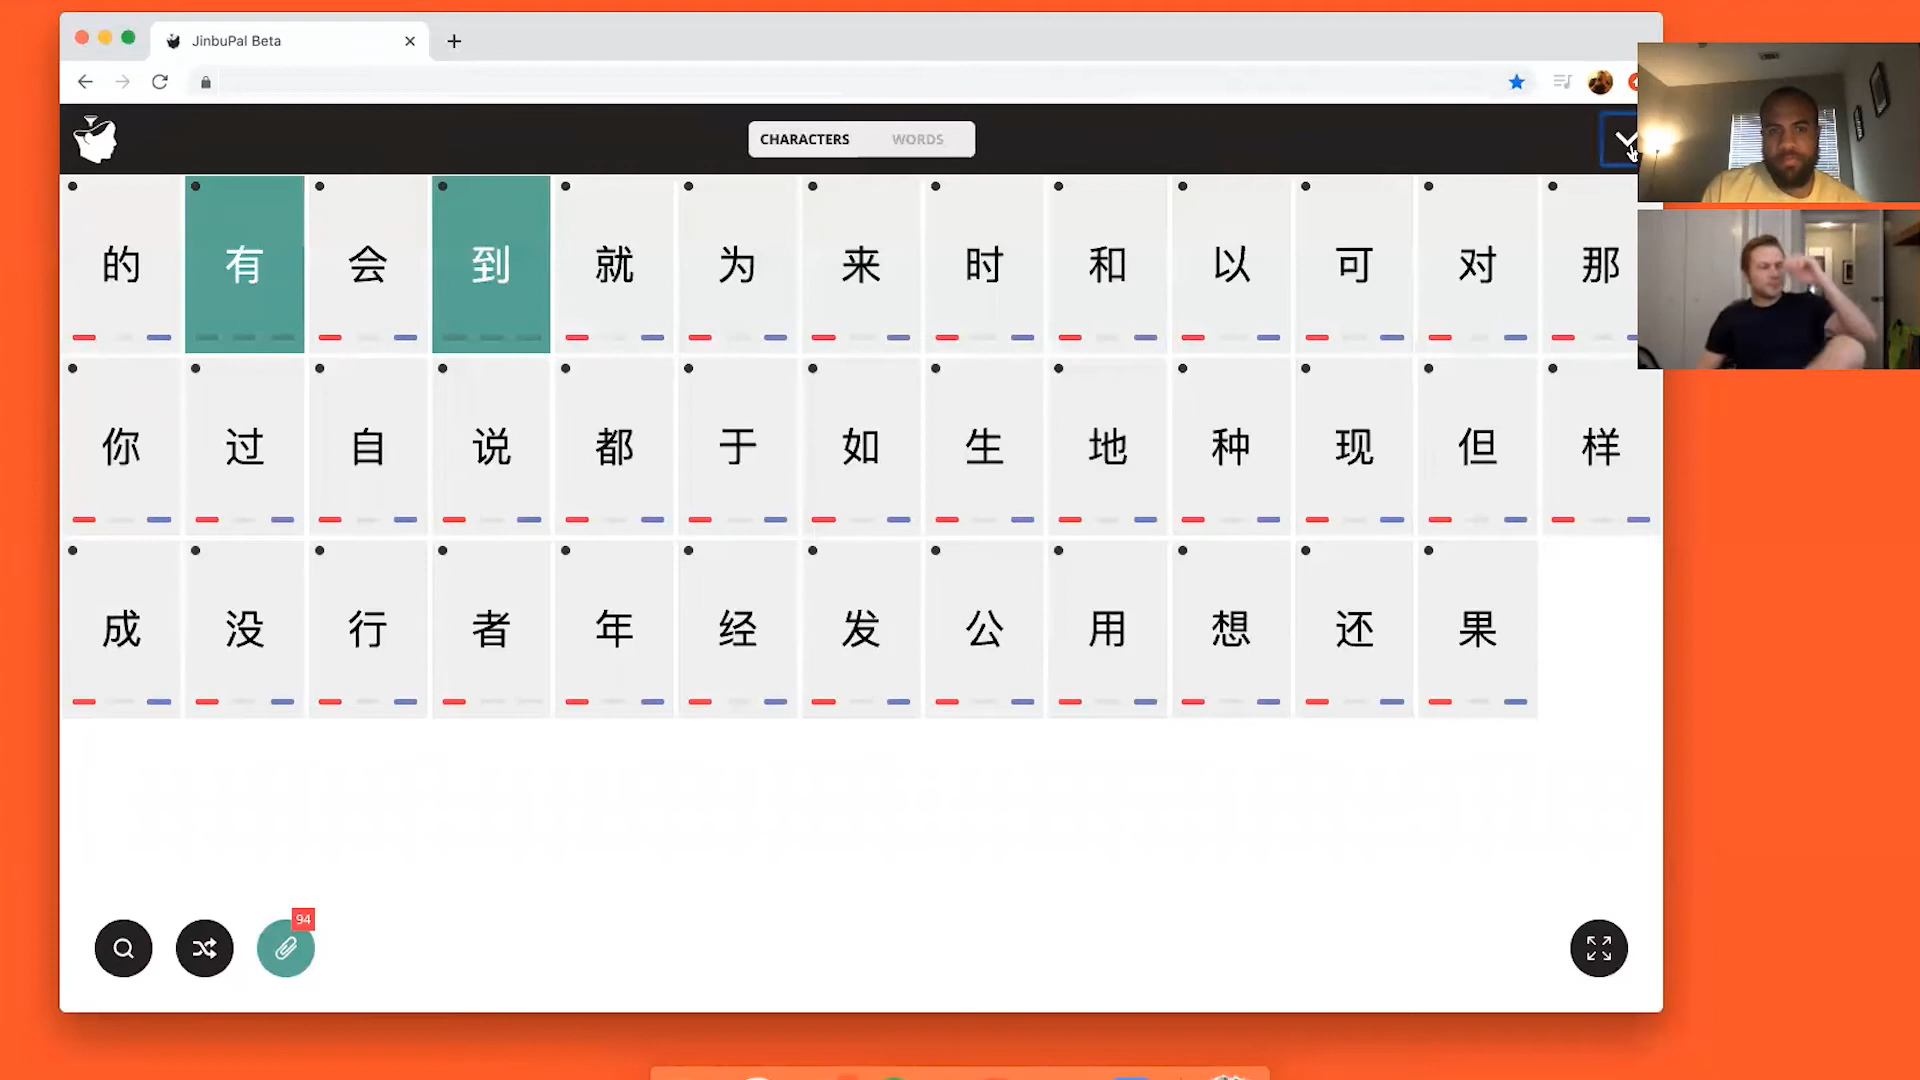 JinbuPal Beta
CHARACTERS WORDS
的 有 会 到 就 为 来 时 和 以 可 对 那
你 过 自 说 都 于 如 生 地 种 现 但 样
成 没 行 者 年 经 发 公 用 想 还 果
94